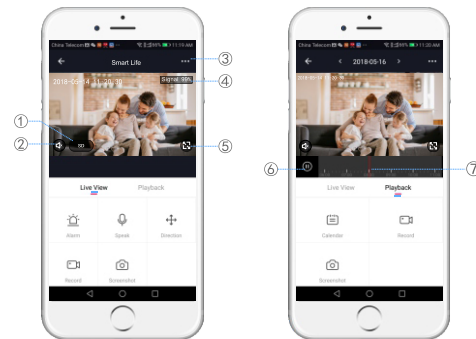 China Telecom 11:19 AM
Smart Life
2018-05-14 11:20:30
Signal 99%
SD
Live View Playback
Alarm Speak Direction
Record Screenshot
① ② ③ ④ ⑤
China Telecom 11:20 AM
2018-05-16
Live View Playback
Calendar Record
Screenshot
⑥ ⑦